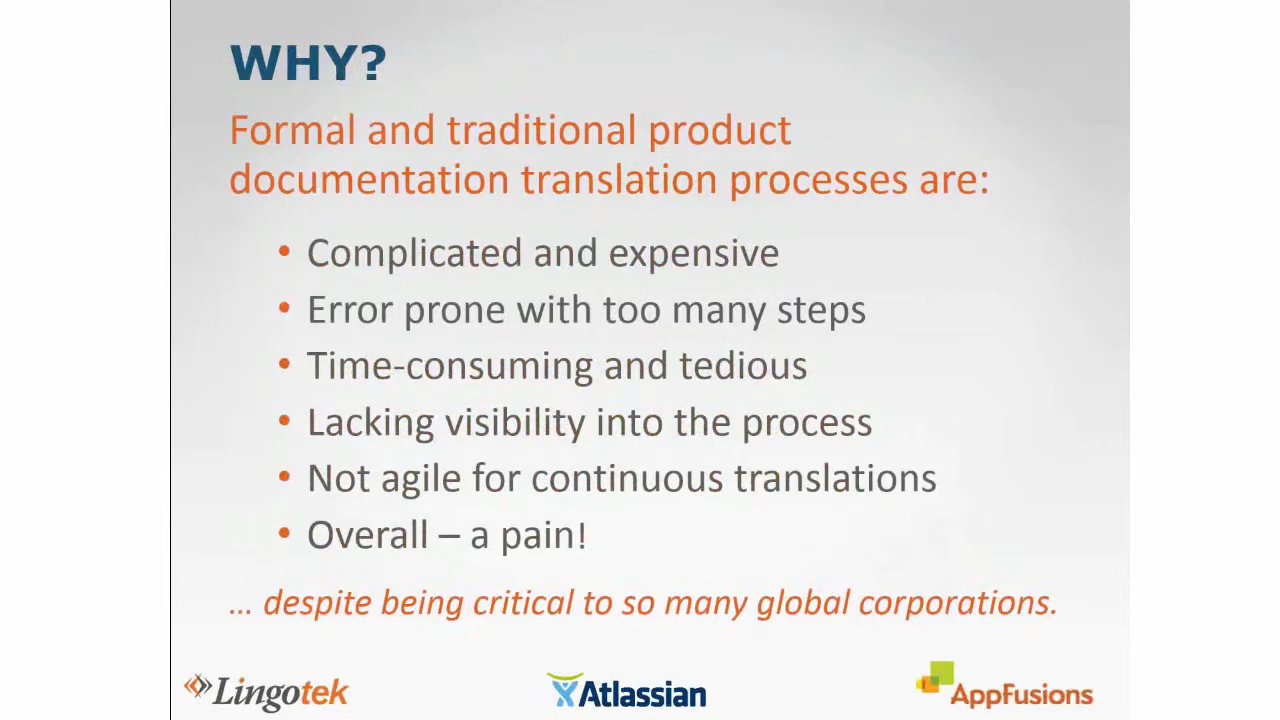 WHY?
Formal and traditional product
documentation translation processes are:
• Complicated and expensive
• Error prone with too many steps
• Time-consuming and tedious
• Lacking visibility into the process
• Not agile for continuous translations
• Overall – a pain!
... despite being critical to so many global corporations.
Lingotek
Atlassian
AppFusions